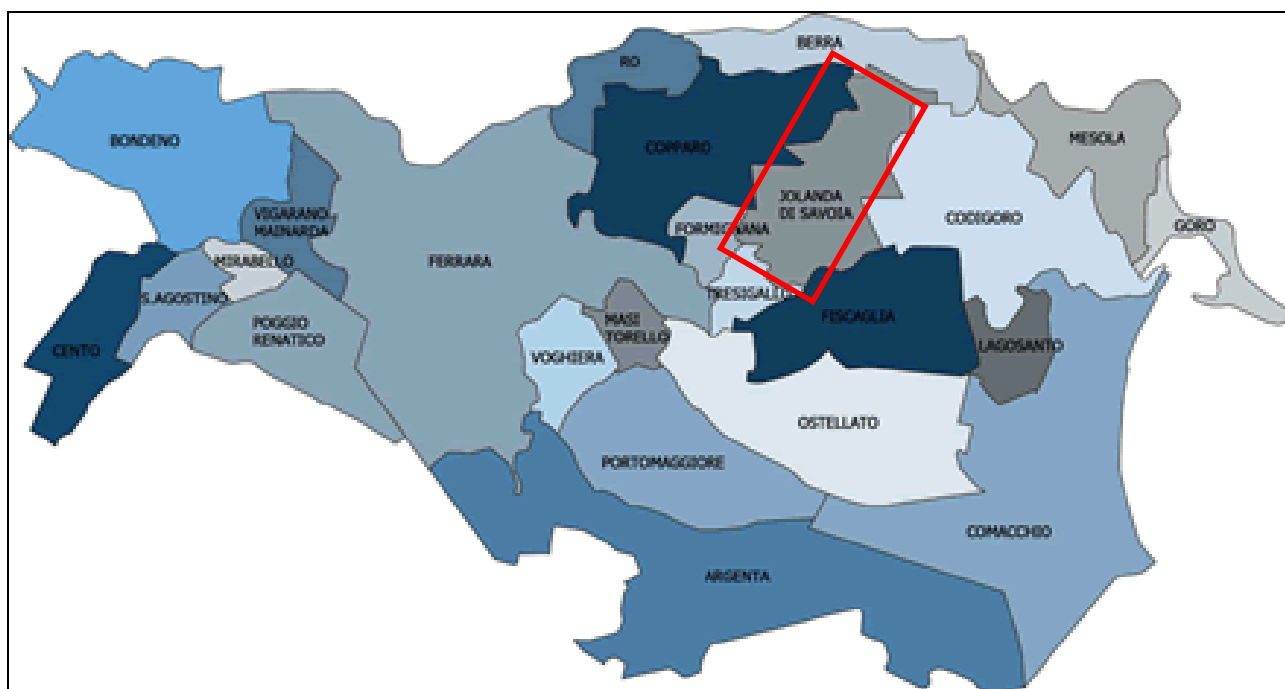 BERRA
RO
BONDENO
MESOLA
COPPARO
JOLANDA
DI SAVOIA
VIGARANO
MAINARDA
CODIGORO
GORO
FORMIGNANA
MIRABELLO
FERRARA
S.AGOSTINO
TRESIGALLO
FISCAGLIA
POGGIO
RENATICO
MASI
TORELLO
CENTO
VOGHIERA
LAGOSANTO
OSTELLATO
PORTOMAGGIORE
COMACCHIO
ARGENTA